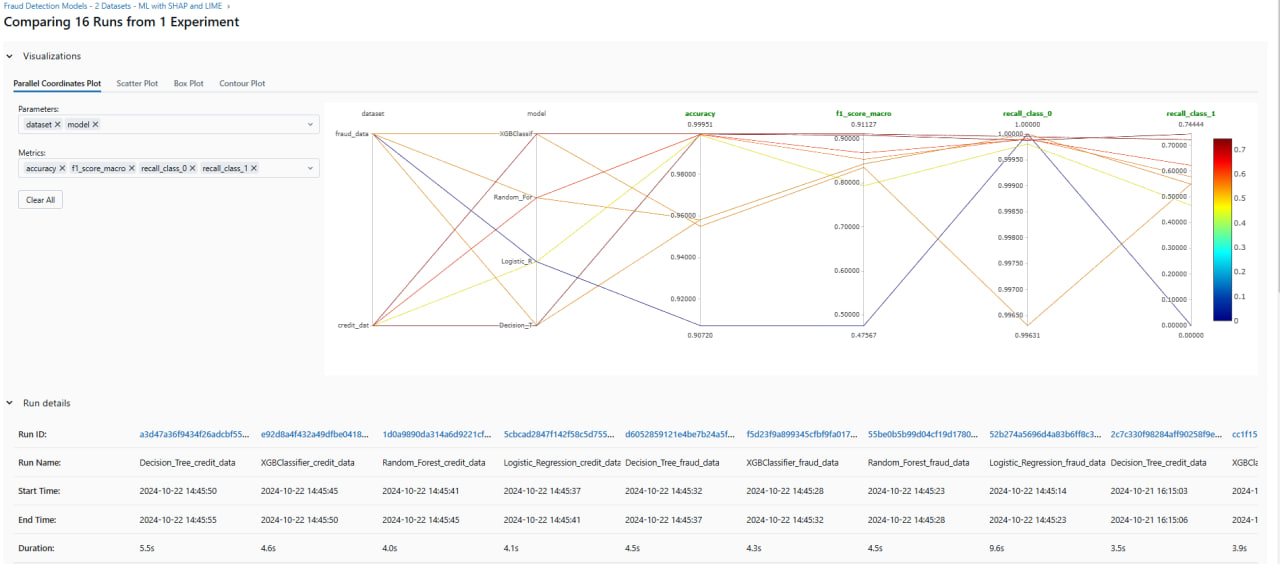 Fraud Detection Models - 2 Datasets - ML with SHAP and LIME ›
Comparing 16 Runs from 1 Experiment
Visualizations
Parallel Coordinates Plot Scatter Plot Box Plot Contour Plot
Parameters:
dataset × model ×
Metrics:
accuracy × f1_score_macro × recall_class_0 × recall_class_1 ×
Clear All
dataset model accuracy f1_score_macro recall_class_0 recall_class_1
0.99951 0.91127 1.00000 0.74444
fraud_data
credit_dat
XGBClassif
Random_For
Logistic_R
Decision_T
0.98000
0.96000
0.94000
0.92000
0.90720
0.90000
0.80000
0.70000
0.60000
0.50000
0.47567
1.00000
0.99950
0.99900
0.99850
0.99800
0.99750
0.99700
0.99650
0.99631
0.70000
0.60000
0.50000
0.40000
0.30000
0.20000
0.10000
0.00000
0.00000
0.7
0.6
0.5
0.4
0.3
0.2
0.1
0
Run details
Run ID: a3d47a36f9434f26adcbf55... e92d8a4f432a49dfbe0418... 1d0a9890da314a6d9221cf... 5cbcad2847f142f58c5d755... d6052859121e4be7b24a5f... f5d23f9a899345cfbf9fa017... 55be0b5b99d04cf19d1780... 52b274a5696d4a83b6ff8c3... 2c7c330f98284aff90258f9e... cc1f15
Run Name: Decision_Tree_credit_data XGBClassifier_credit_data Random_Forest_credit_data Logistic_Regression_credit_data Decision_Tree_fraud_data XGBClassifier_fraud_data Random_Forest_fraud_data Logistic_Regression_fraud_data Decision_Tree_credit_data XGBCla
Start Time: 2024-10-22 14:45:50 2024-10-22 14:45:45 2024-10-22 14:45:41 2024-10-22 14:45:37 2024-10-22 14:45:32 2024-10-22 14:45:28 2024-10-22 14:45:23 2024-10-22 14:45:14 2024-10-21 16:15:03 2024-1
End Time: 2024-10-22 14:45:55 2024-10-22 14:45:50 2024-10-22 14:45:45 2024-10-22 14:45:41 2024-10-22 14:45:37 2024-10-22 14:45:32 2024-10-22 14:45:28 2024-10-22 14:45:23 2024-10-21 16:15:06 2024-1
Duration: 5.5s 4.6s 4.0s 4.1s 4.5s 4.3s 4.5s 9.6s 3.5s 3.9s